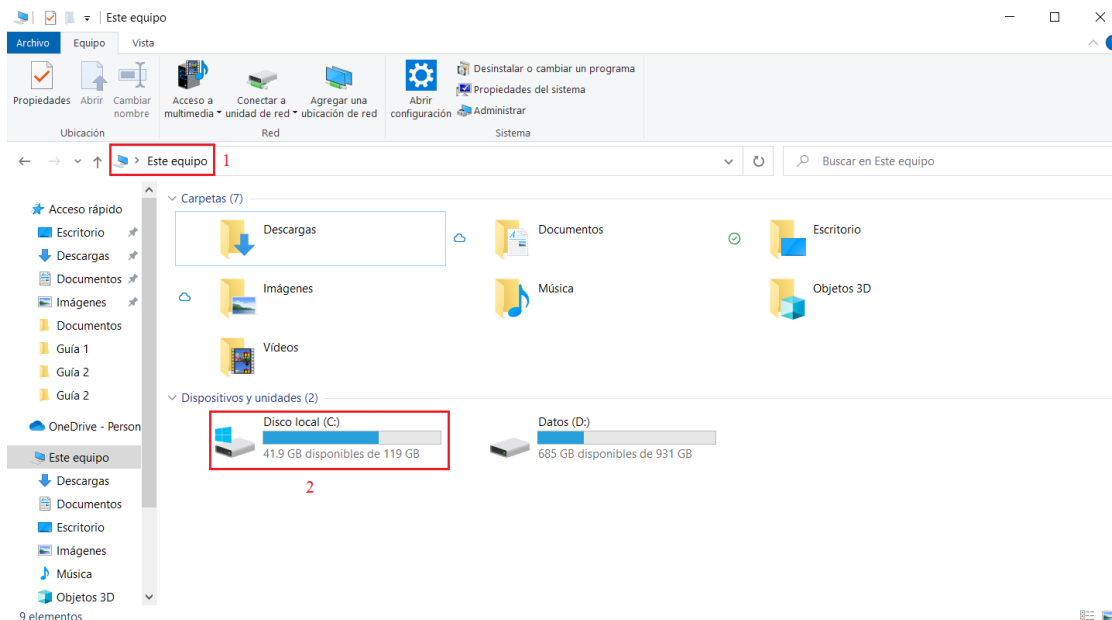 Este equipo
Archivo Equipo Vista
Propiedades Abrir Cambiar nombre
Acceso a multimedia Conectar a unidad de red Agregar una ubicación de red
Abrir configuración
Desinstalar o cambiar un programa
Propiedades del sistema
Administrar
Ubicación Red Sistema
Este equipo 1 Buscar en Este equipo
Acceso rápido
Escritorio
Descargas
Documentos
Imágenes
Documentos
Guía 1
Guía 2
Guía 2
OneDrive - Person
Este equipo
Descargas
Documentos
Escritorio
Imágenes
Música
Objetos 3D
Carpetas (7)
Descargas Documentos Escritorio
Imágenes Música Objetos 3D
Vídeos
Dispositivos y unidades (2)
Disco local (C:)
41.9 GB disponibles de 119 GB
2
Datos (D:)
685 GB disponibles de 931 GB
9 elementos